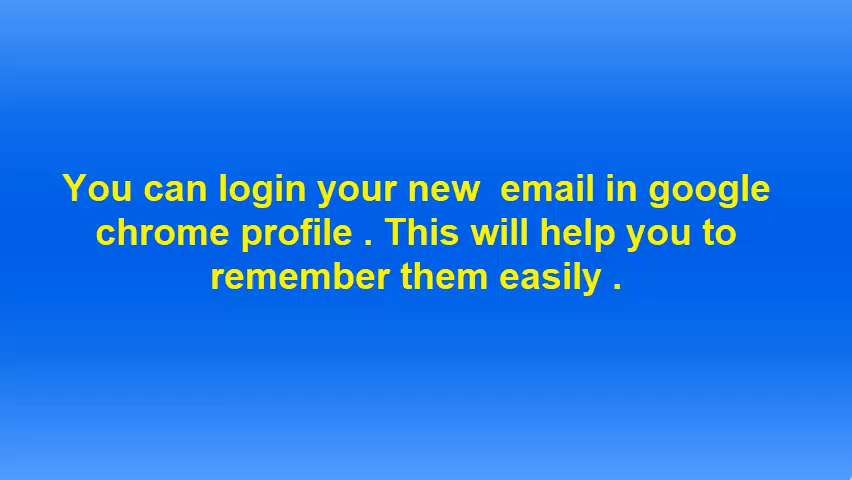 You can login your new  email in google
chrome profile . This will help you to
remember them easily .